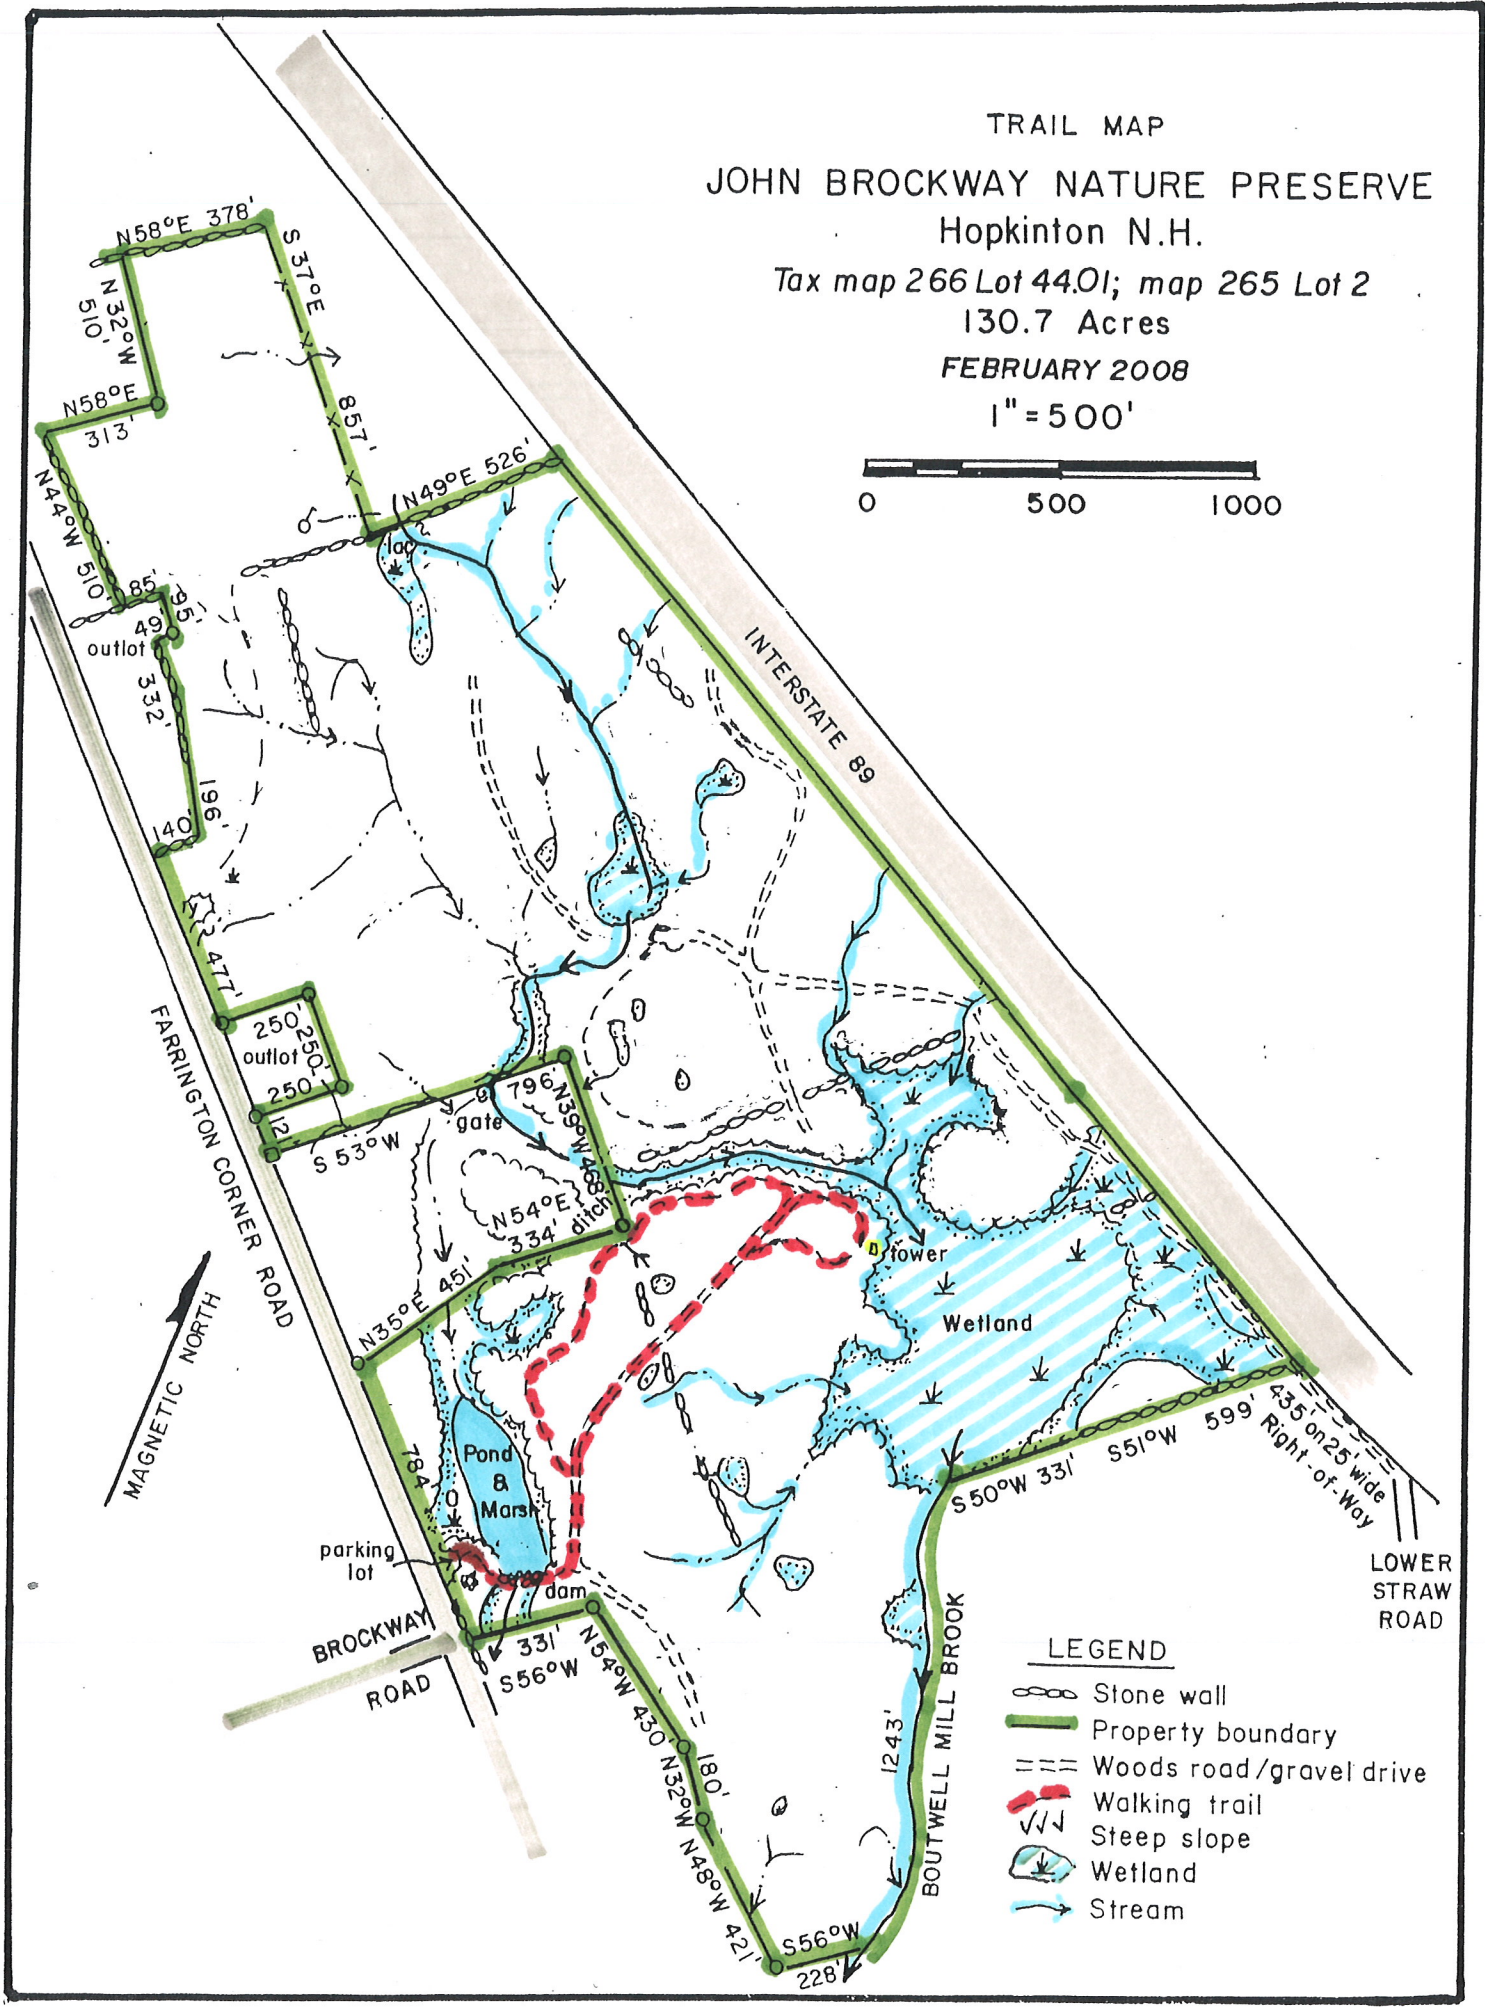 TRAIL MAP
JOHN BROCKWAY NATURE PRESERVE
Hopkinton N.H.
Tax map 266 Lot 44.01; map 265 Lot 2
130.7 Acres
FEBRUARY 2008
1" = 500'
0 500 1000
N58°E 378'
S 37°E
857'
N32°W
510'
N58°E
313'
N44°W 510'
N49°E 526'
85'
95'
49'
outlot
332'
196'
140'
477'
INTERSTATE 89
250'
250'
outlot
250'
121'
S 53°W
796'
gate
N39°W 468'
ditch
N54°E
334'
N35°E 451'
FARRINGTON CORNER ROAD
MAGNETIC NORTH
tower
Wetland
Pond
&
Marsh
784'
parking
lot
dam
BROCKWAY
ROAD
331'
S56°W
N54°W 430'
N32°W
180'
N48°W 421'
S56°W
228'
1243'
BOUTWELL MILL BROOK
S50°W 331'
S51°W 599'
435' on 25' wide
Right-of-Way
LOWER
STRAW
ROAD
LEGEND
Stone wall
Property boundary
Woods road/gravel drive
Walking trail
Steep slope
Wetland
Stream